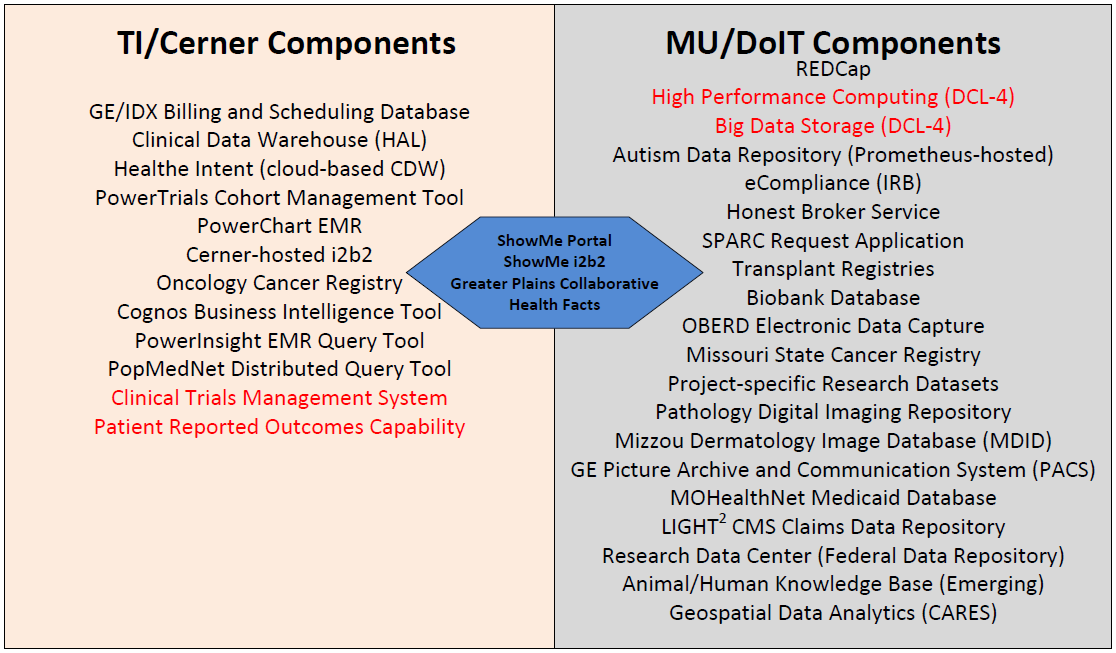 TI/Cerner Components
GE/IDX Billing and Scheduling Database
Clinical Data Warehouse (HAL)
Healthe Intent (cloud-based CDW)
PowerTrials Cohort Management Tool
PowerChart EMR
Cerner-hosted i2b2
Oncology Cancer Registry
Cognos Business Intelligence Tool
PowerInsight EMR Query Tool
PopMedNet Distributed Query Tool
Clinical Trials Management System
Patient Reported Outcomes Capability
ShowMe Portal
ShowMe i2b2
Greater Plains Collaborative
Health Facts
MU/DoIT Components
REDCap
High Performance Computing (DCL-4)
Big Data Storage (DCL-4)
Autism Data Repository (Prometheus-hosted)
eCompliance (IRB)
Honest Broker Service
SPARC Request Application
Transplant Registries
Biobank Database
OBERD Electronic Data Capture
Missouri State Cancer Registry
Project-specific Research Datasets
Pathology Digital Imaging Repository
Mizzou Dermatology Image Database (MDID)
GE Picture Archive and Communication System (PACS)
MOHealthNet Medicaid Database
LIGHT² CMS Claims Data Repository
Research Data Center (Federal Data Repository)
Animal/Human Knowledge Base (Emerging)
Geospatial Data Analytics (CARES)